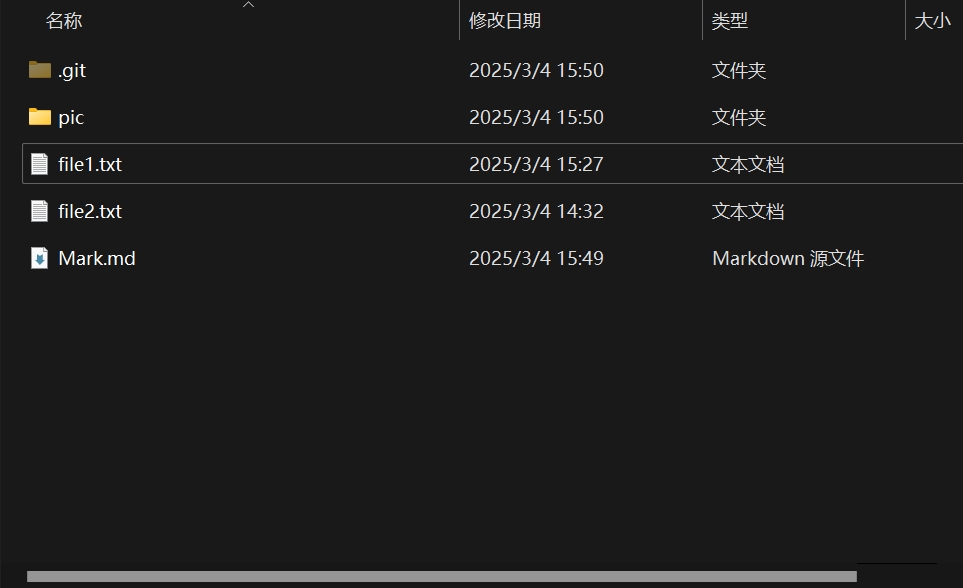 名称 修改日期 类型 大小
.git 2025/3/4 15:50 文件夹
pic 2025/3/4 15:50 文件夹
file1.txt 2025/3/4 15:27 文本文档
file2.txt 2025/3/4 14:32 文本文档
Mark.md 2025/3/4 15:49 Markdown 源文件